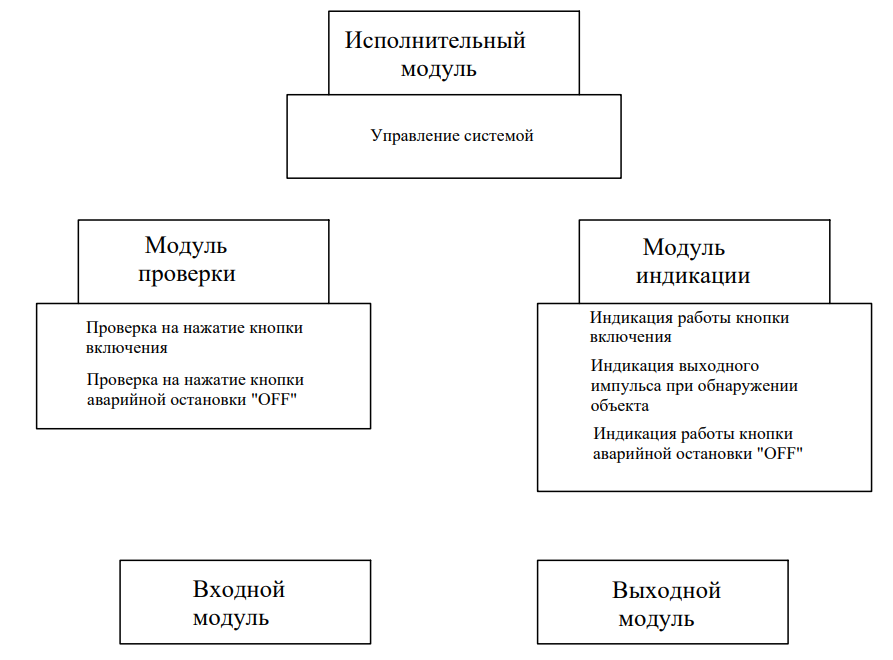 Исполнительный
модуль
Управление системой
Модуль
проверки
Проверка на нажатие кнопки
включения
Проверка на нажатие кнопки
аварийной остановки "OFF"
Модуль
индикации
Индикация работы кнопки
включения
Индикация выходного
импульса при обнаружении
объекта
Индикация работы кнопки
аварийной остановки "OFF"
Входной
модуль
Выходной
модуль